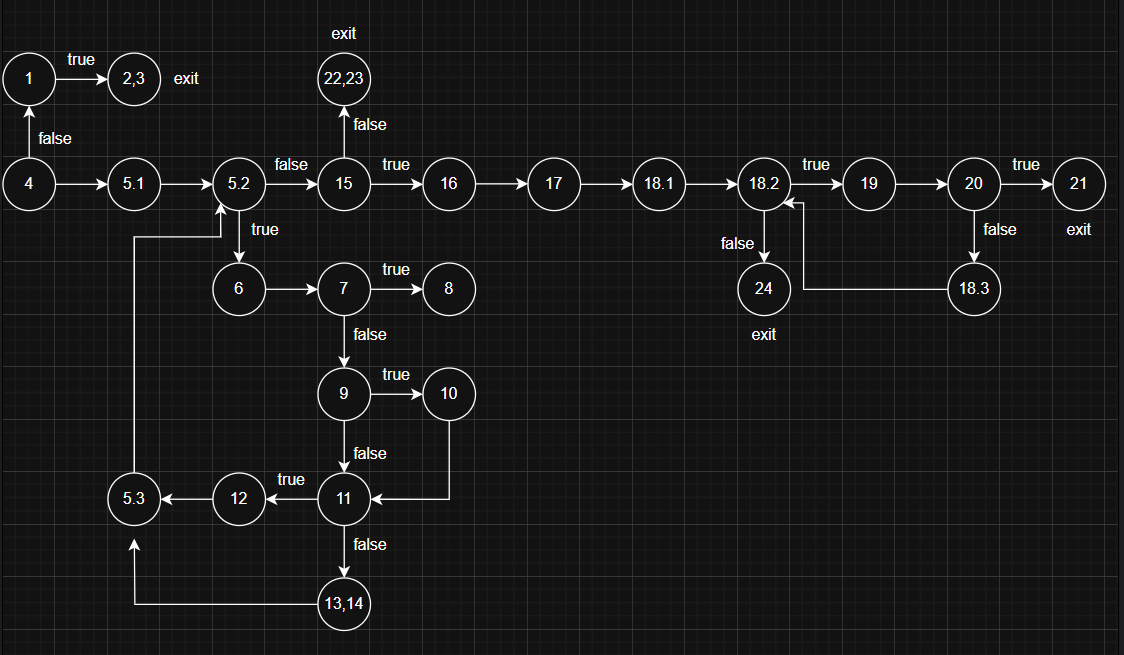 exit
true
1
2,3
exit
22,23
false
false
false
true
true
true
4
5.1
5.2
15
16
17
18.1
18.2
19
20
21
true
false
false
exit
true
6
7
8
24
18.3
false
exit
true
9
10
false
true
5.3
12
11
false
13,14